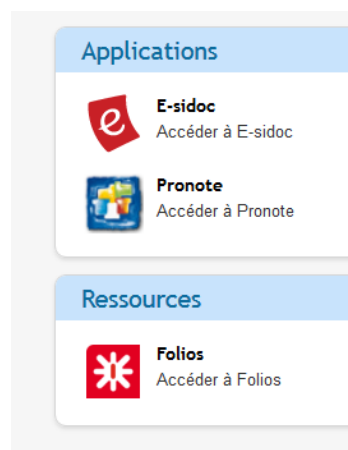 Applications
E-sidoc
Accéder à E-sidoc
Pronote
Accéder à Pronote
Ressources
Folios
Accéder à Folios